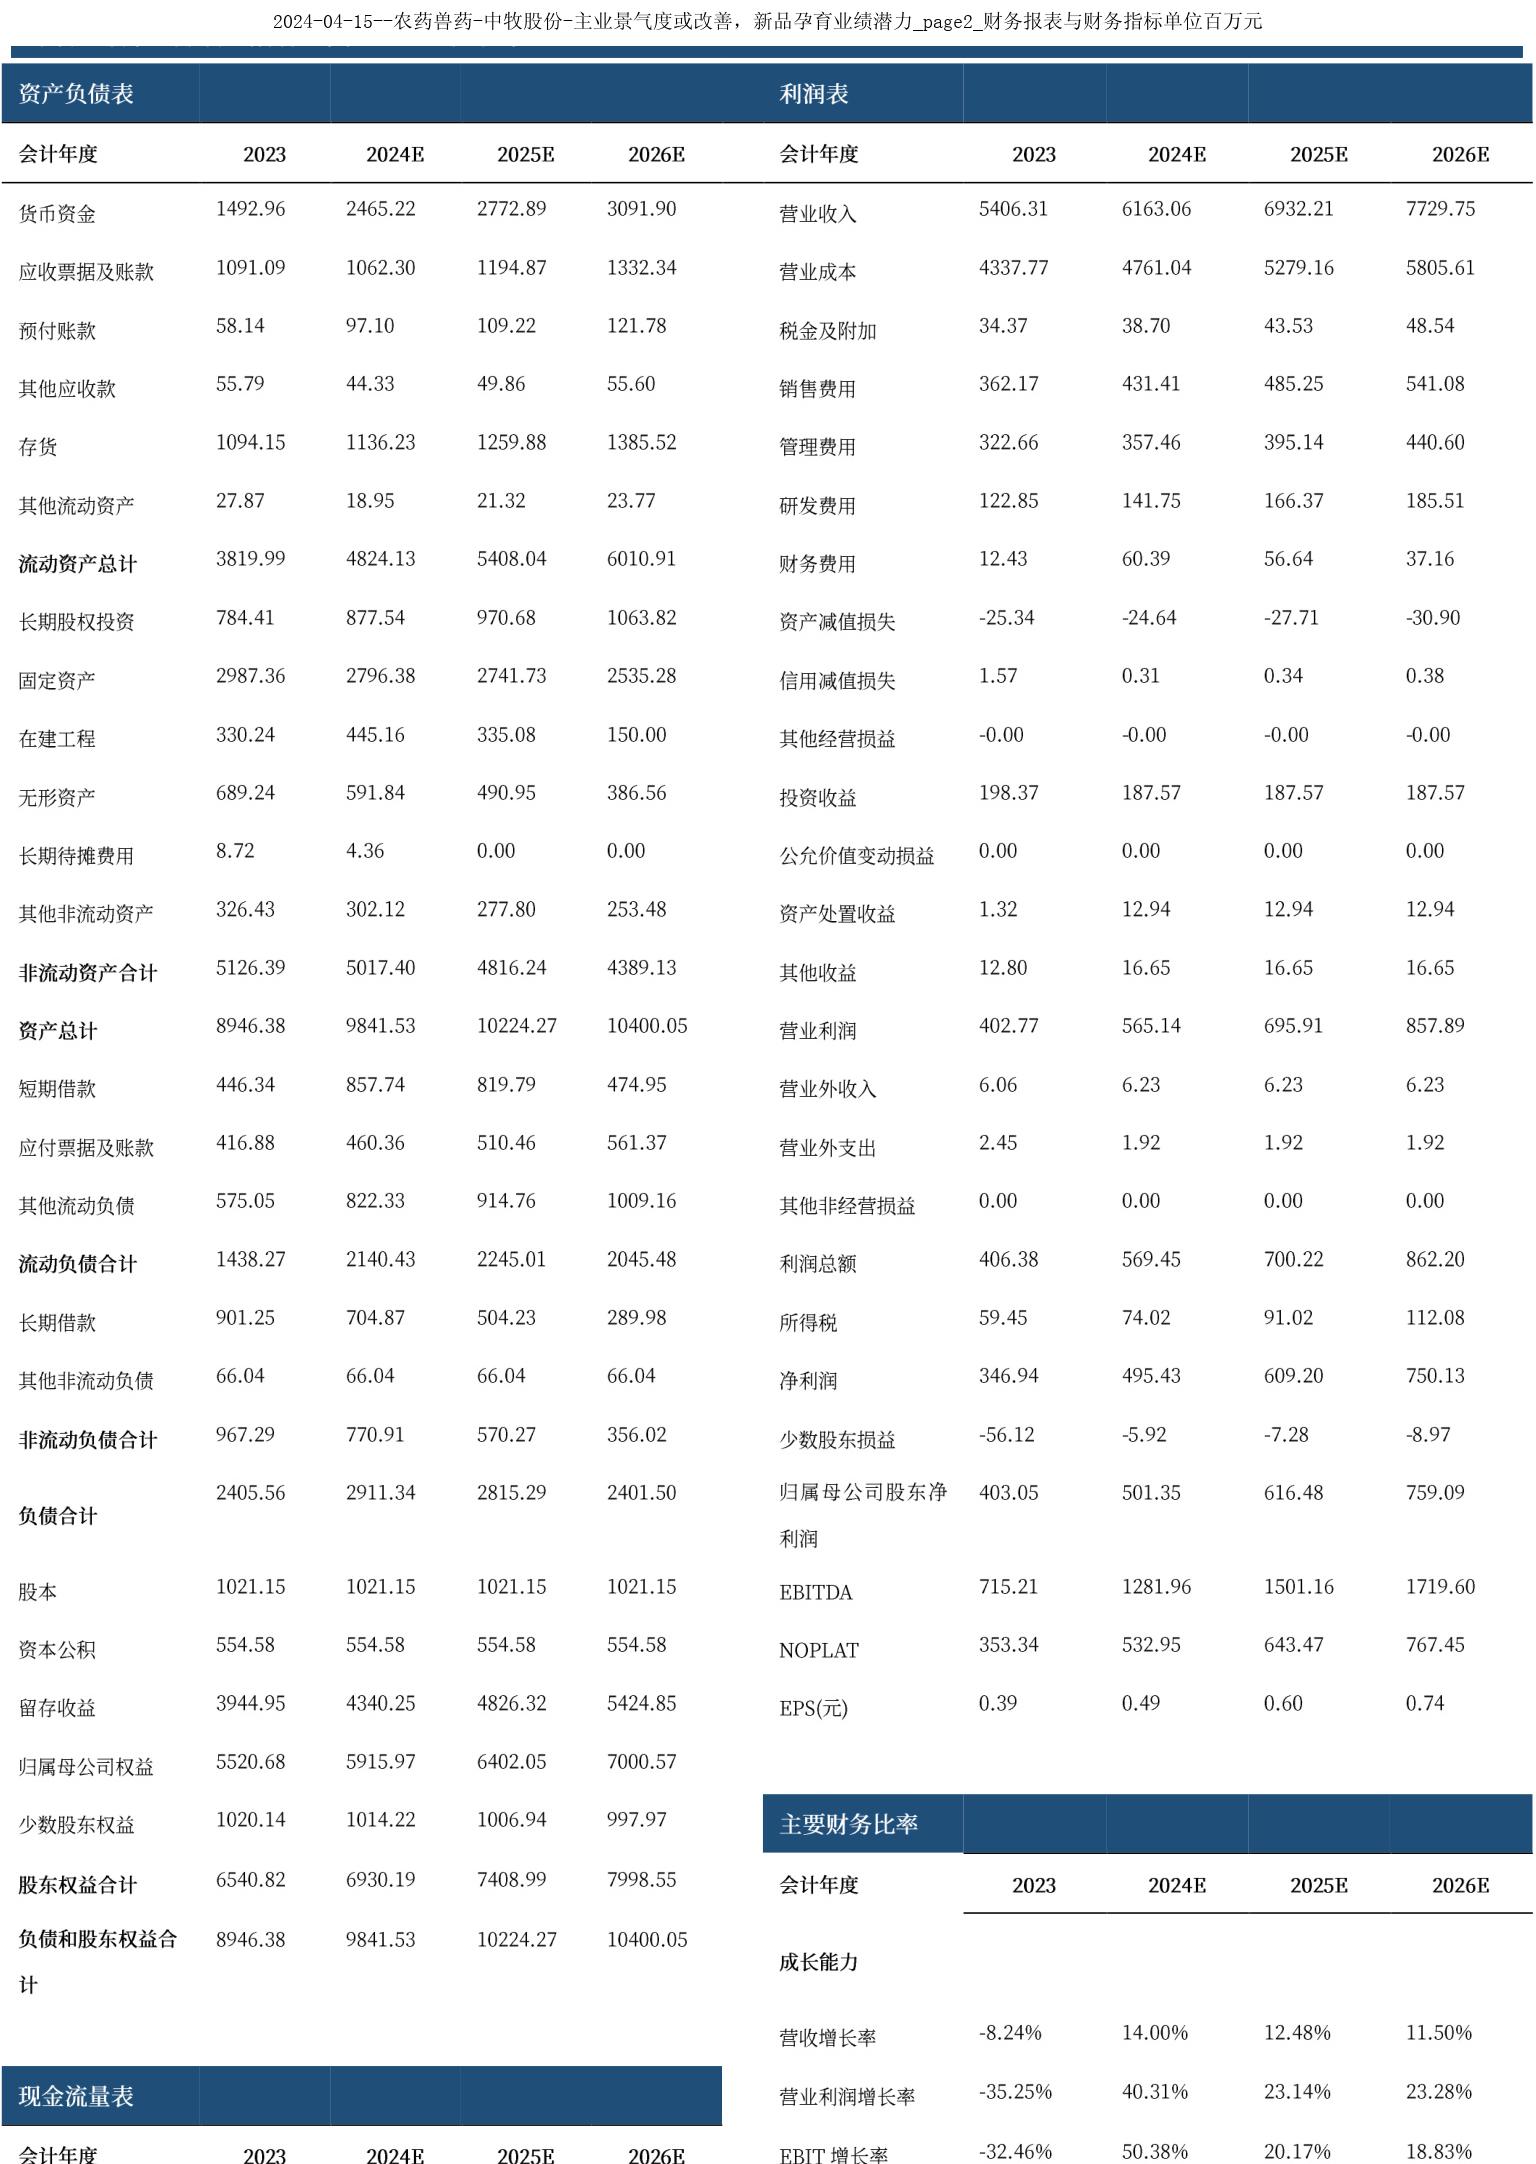 2024-04-15--农药兽药-中牧股份-主业景气度或改善，新品孕育业绩潜力_page2_财务报表与财务指标单位百万元
资产负债表
会计年度 2023 2024E 2025E 2026E
货币资金 1492.96 2465.22 2772.89 3091.90
应收票据及账款 1091.09 1062.30 1194.87 1332.34
预付账款 58.14 97.10 109.22 121.78
其他应收款 55.79 44.33 49.86 55.60
存货 1094.15 1136.23 1259.88 1385.52
其他流动资产 27.87 18.95 21.32 23.77
流动资产总计 3819.99 4824.13 5408.04 6010.91
长期股权投资 784.41 877.54 970.68 1063.82
固定资产 2987.36 2796.38 2741.73 2535.28
在建工程 330.24 445.16 335.08 150.00
无形资产 689.24 591.84 490.95 386.56
长期待摊费用 8.72 4.36 0.00 0.00
其他非流动资产 326.43 302.12 277.80 253.48
非流动资产合计 5126.39 5017.40 4816.24 4389.13
资产总计 8946.38 9841.53 10224.27 10400.05
短期借款 446.34 857.74 819.79 474.95
应付票据及账款 416.88 460.36 510.46 561.37
其他流动负债 575.05 822.33 914.76 1009.16
流动负债合计 1438.27 2140.43 2245.01 2045.48
长期借款 901.25 704.87 504.23 289.98
其他非流动负债 66.04 66.04 66.04 66.04
非流动负债合计 967.29 770.91 570.27 356.02
负债合计 2405.56 2911.34 2815.29 2401.50
股本 1021.15 1021.15 1021.15 1021.15
资本公积 554.58 554.58 554.58 554.58
留存收益 3944.95 4340.25 4826.32 5424.85
归属母公司权益 5520.68 5915.97 6402.05 7000.57
少数股东权益 1020.14 1014.22 1006.94 997.97
股东权益合计 6540.82 6930.19 7408.99 7998.55
负债和股东权益合 8946.38 9841.53 10224.27 10400.05
计
现金流量表
会计年度 2023 2024E 2025E 2026E
利润表
会计年度 2023 2024E 2025E 2026E
营业收入 5406.31 6163.06 6932.21 7729.75
营业成本 4337.77 4761.04 5279.16 5805.61
税金及附加 34.37 38.70 43.53 48.54
销售费用 362.17 431.41 485.25 541.08
管理费用 322.66 357.46 395.14 440.60
研发费用 122.85 141.75 166.37 185.51
财务费用 12.43 60.39 56.64 37.16
资产减值损失 -25.34 -24.64 -27.71 -30.90
信用减值损失 1.57 0.31 0.34 0.38
其他经营损益 -0.00 -0.00 -0.00 -0.00
投资收益 198.37 187.57 187.57 187.57
公允价值变动损益 0.00 0.00 0.00 0.00
资产处置收益 1.32 12.94 12.94 12.94
其他收益 12.80 16.65 16.65 16.65
营业利润 402.77 565.14 695.91 857.89
营业外收入 6.06 6.23 6.23 6.23
营业外支出 2.45 1.92 1.92 1.92
其他非经营损益 0.00 0.00 0.00 0.00
利润总额 406.38 569.45 700.22 862.20
所得税 59.45 74.02 91.02 112.08
净利润 346.94 495.43 609.20 750.13
少数股东损益 -56.12 -5.92 -7.28 -8.97
归属母公司股东净 403.05 501.35 616.48 759.09
利润
EBITDA 715.21 1281.96 1501.16 1719.60
NOPLAT 353.34 532.95 643.47 767.45
EPS(元) 0.39 0.49 0.60 0.74
主要财务比率
会计年度 2023 2024E 2025E 2026E
成长能力
营收增长率 -8.24% 14.00% 12.48% 11.50%
营业利润增长率 -35.25% 40.31% 23.14% 23.28%
EBIT 增长率 -32.46% 50.38% 20.17% 18.83%